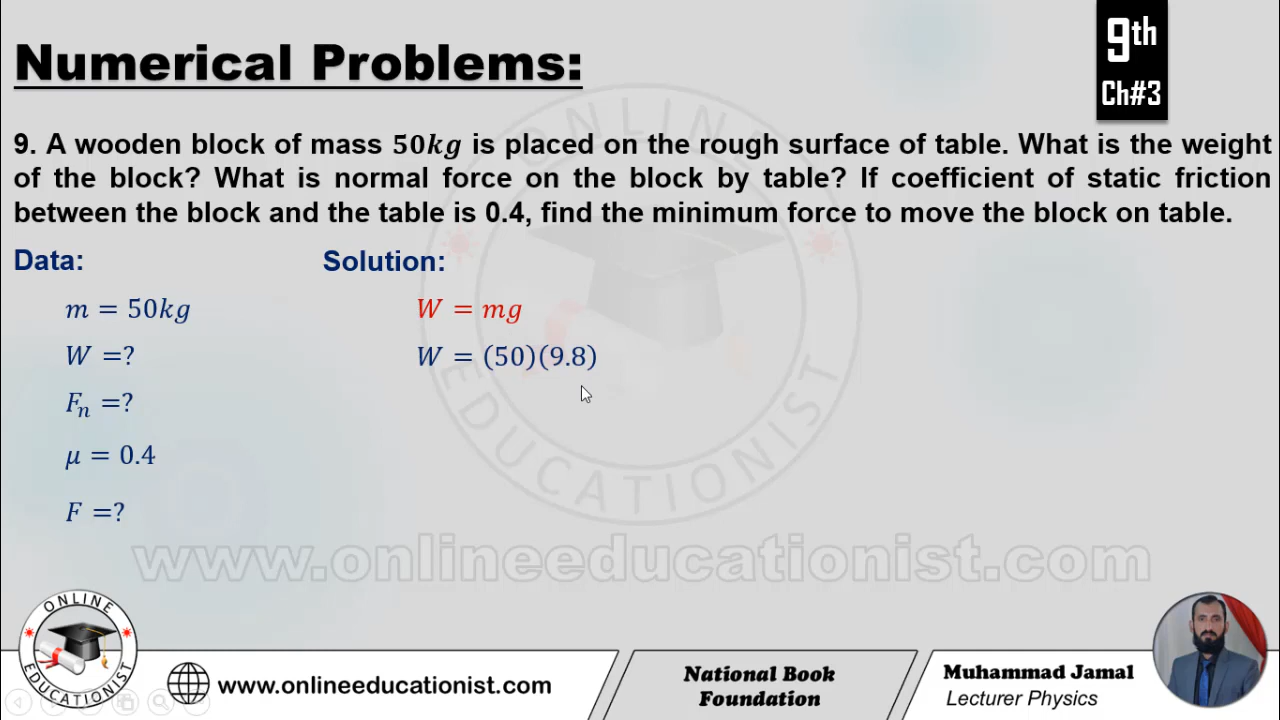 Numerical Problems:
9th
Ch#3
9. A wooden block of mass 50kg is placed on the rough surface of table. What is the weight
of the block? What is normal force on the block by table? If coefficient of static friction
between the block and the table is 0.4, find the minimum force to move the block on table.
Data:
Solution:
m = 50kg
W = mg
W =?
W = (50)(9.8)
Fₙ =?
μ = 0.4
F =?
ONLINE
EDUCATIONIST
www.onlineeducationist.com
ONLINE
EDUCATIONIST
www.onlineeducationist.com
National Book
Foundation
Muhammad Jamal
Lecturer Physics